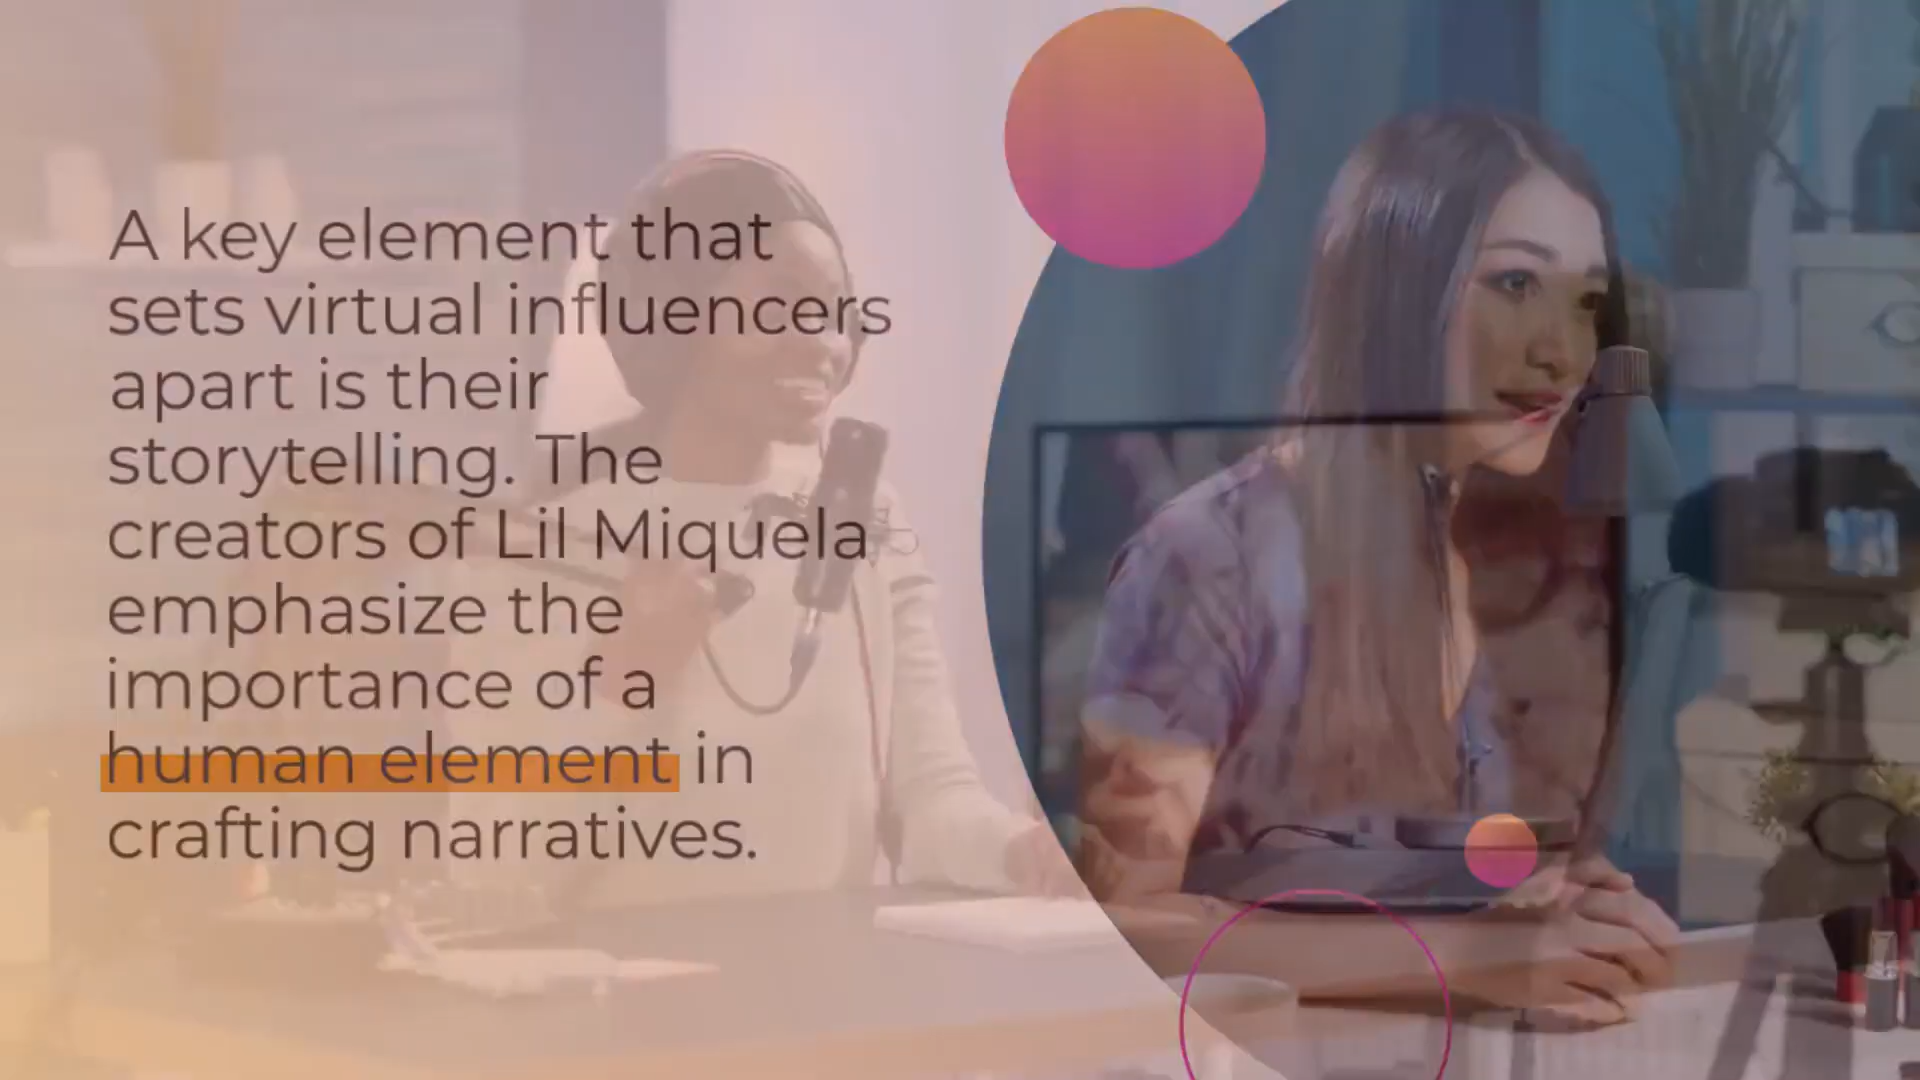 A key element that
sets virtual influencers
apart is their
storytelling. The
creators of Lil Miquela
emphasize the
importance of a
human element in
crafting narratives.